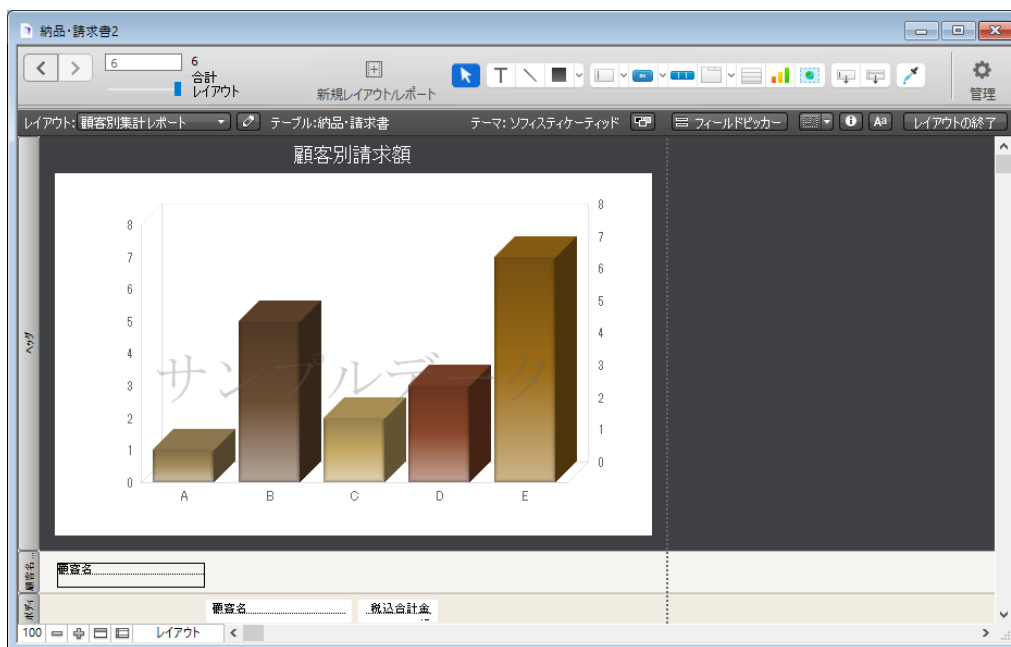 納品・請求書2
6
6
合計
レイアウト
新規レイアウト/レポート
管理
レイアウト: 顧客別集計レポート
テーブル:納品・請求書
テーマ: ソフィスティケーティッド
フィールドピッカー
Aa
レイアウトの終了
顧客別請求額
8
7
6
5
4
3
2
1
0
8
7
6
5
4
3
2
1
0
サンプルデータ
A B C D E
ヘッダ
顧客名...
顧客名
ボディ
顧客名
税込合計金
100
レイアウト